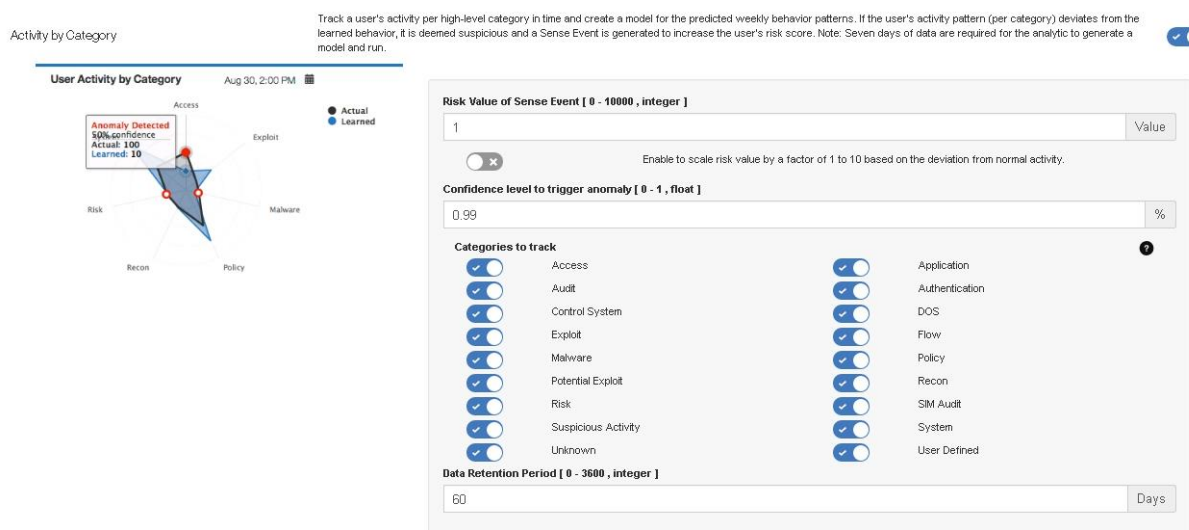 Track a user's activity per high-level category in time and create a model for the predicted weekly behavior patterns. If the user's activity pattern (per category) deviates from the
Activity by Category
learned behavior, it is deemed suspicious and a Sense Event is generated to increase the user's risk score. Note: Seven days of data are required for the analytic to generate a
model and run.
User Activity by Category
Aug 30, 2:00 PM
Access
Actual
Learned
Anomaly Detected
50% confidence
Actual: 100
Learned: 10
Exploit
Risk
Malware
Recon
Policy
Risk Value of Sense Event [ 0 - 10000 , integer ]
1
Value
Enable to scale risk value by a factor of 1 to 10 based on the deviation from normal activity.
Confidence level to trigger anomaly [ 0 - 1 , float ]
0.99
%
Categories to track
?
Access
Application
Audit
Authentication
Control System
DOS
Exploit
Flow
Malware
Policy
Potential Exploit
Recon
Risk
SIM Audit
Suspicious Activity
System
Unknown
User Defined
Data Retention Period [ 0 - 3600 , integer ]
60
Days